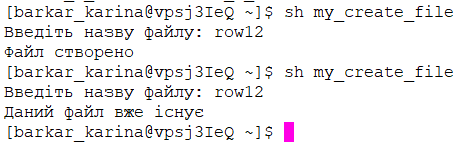 [barkar_karina@vpsj3IeQ ~]$ sh my_create_file
Введіть назву файлу: row12
Файл створено
[barkar_karina@vpsj3IeQ ~]$ sh my_create_file
Введіть назву файлу: row12
Даний файл вже існує
[barkar_karina@vpsj3IeQ ~]$